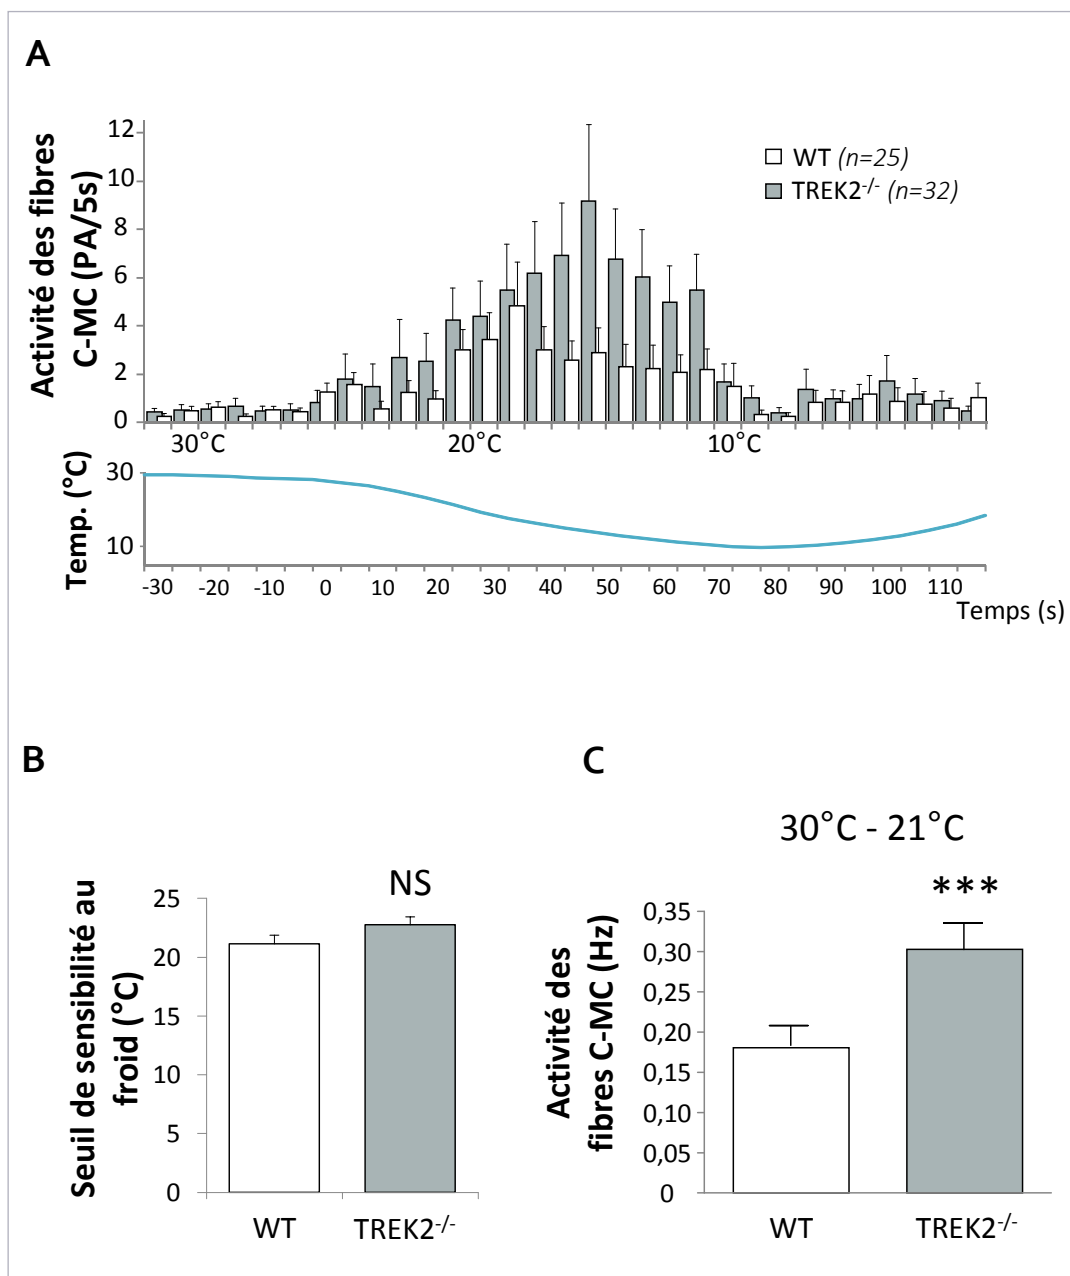 A
Activité des fibres
C-MC (PA/5s)
12
10
8
6
4
2
0
WT (n=25)
TREK2-/- (n=32)
30°C 20°C 10°C
Temp. (°C)
30
10
-30 -20 -10 0 10 20 30 40 50 60 70 80 90 100 110
Temps (s)
B
Seuil de sensibilité au
froid (°C)
NS
25
20
15
10
5
0
WT TREK2-/-
C
30°C - 21°C
Activité des
fibres C-MC (Hz)
***
0,35
0,30
0,25
0,20
0,15
0,10
0,05
0
WT TREK2-/-